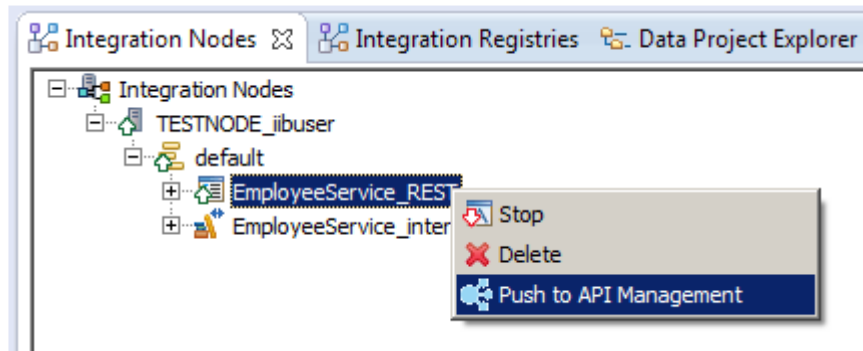 Integration Nodes Integration Registries Data Project Explorer
Integration Nodes
TESTNODE_iibuser
default
EmployeeService_REST
Stop
EmployeeService_inter
Delete
Push to API Management